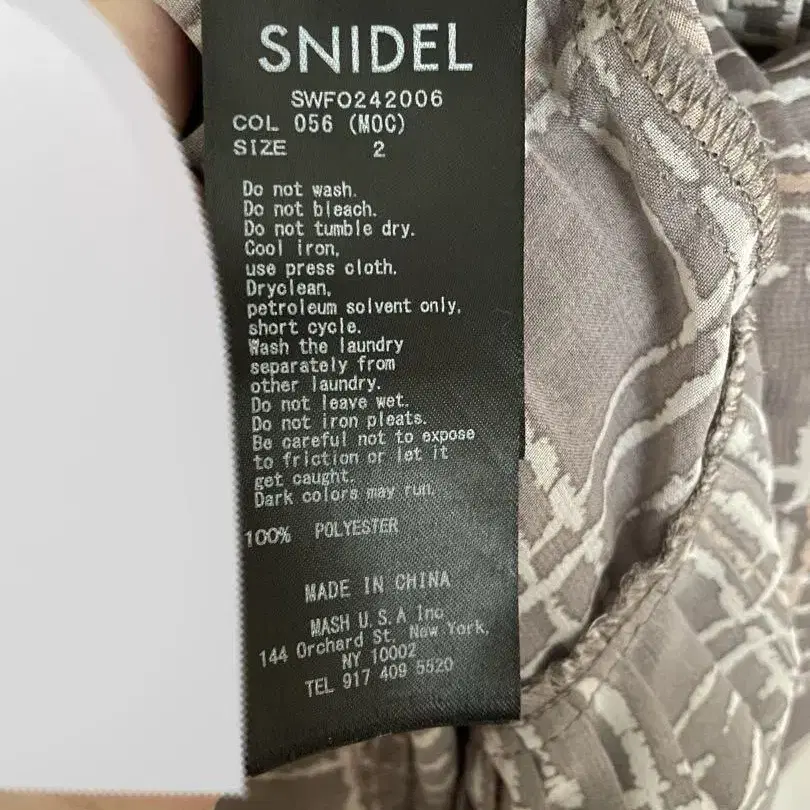 SNIDEL
SWFO242006
COL 056 (MOC)
SIZE 2
Do not wash.
Do not bleach.
Do not tumble dry.
Cool iron,
use press cloth.
Dryclean,
petroleum solvent only,
short cycle.
Wash the laundry
separately from
other laundry.
Do not leave wet.
Do not iron pleats.
Be careful not to expose
to friction or let it
get caught.
Dark colors may run.
100% POLYESTER
MADE IN CHINA
MASH U.S.A Inc
144 Orchard St, New York,
NY 10002
TEL 917 409 5520